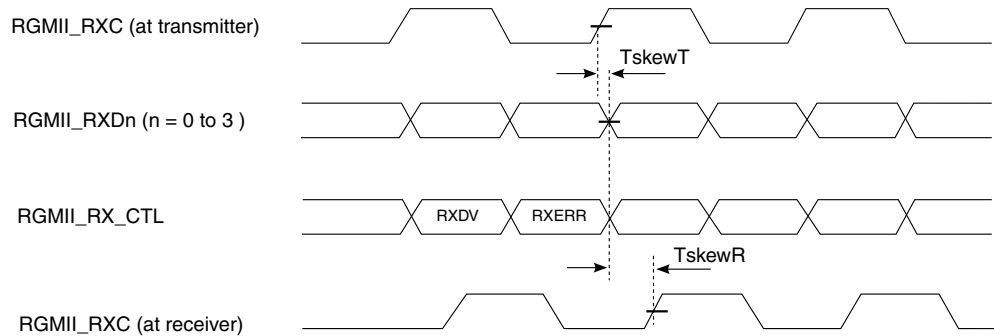 RGMII_RXC (at transmitter)
TskewT
RGMII_RXDn (n = 0 to 3 )
RGMII_RX_CTL
RXDV
RXERR
TskewR
RGMII_RXC (at receiver)